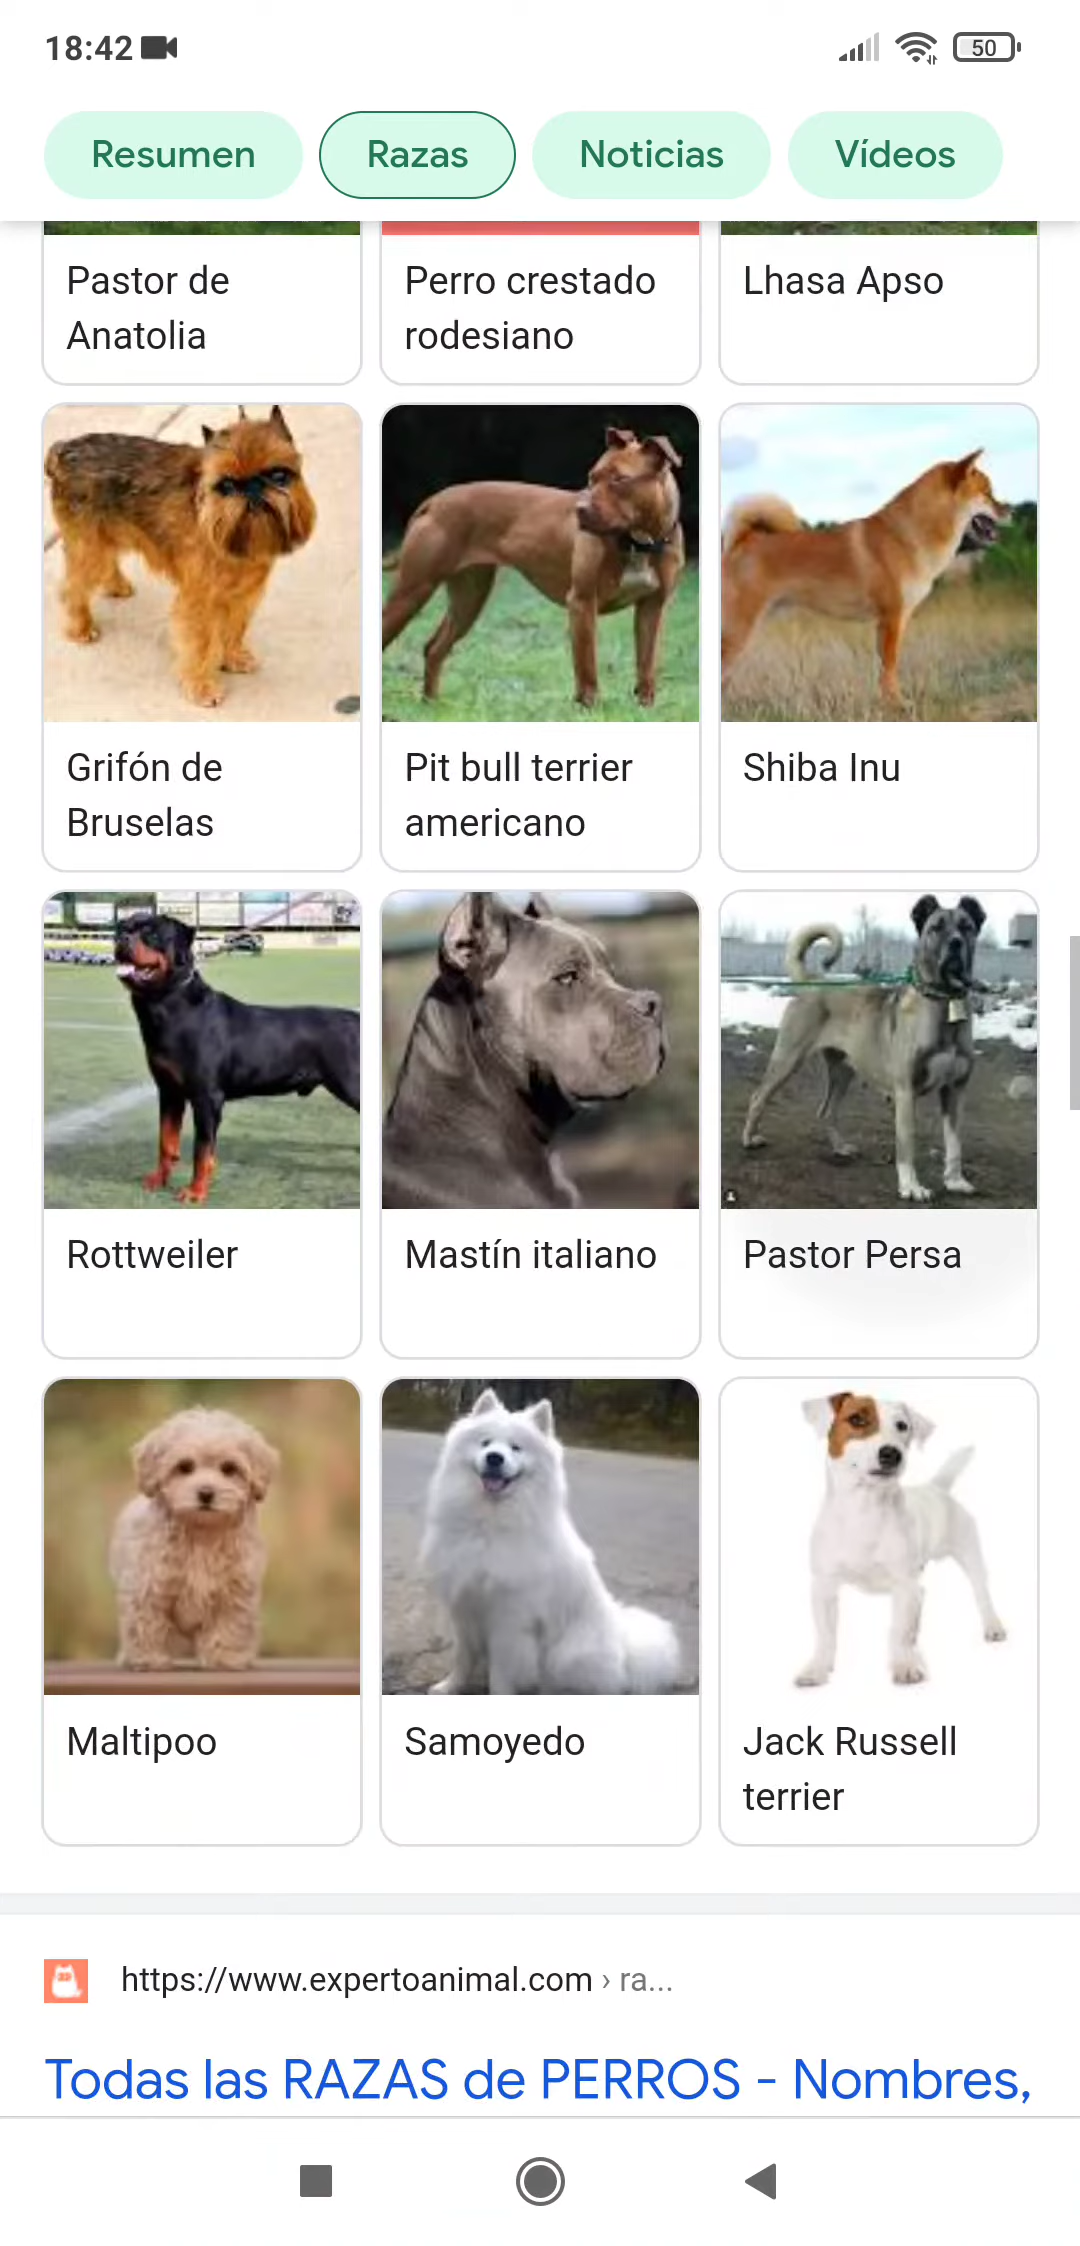 18:42
50
Resumen
Razas
Noticias
Vídeos
Pastor de
Anatolia
Perro crestado
rodesiano
Lhasa Apso
Grifón de
Bruselas
Pit bull terrier
americano
Shiba Inu
Rottweiler
Mastín italiano
Pastor Persa
Maltipoo
Samoyedo
Jack Russell
terrier
https://www.expertoanimal.com › ra...
Todas las RAZAS de PERROS - Nombres,